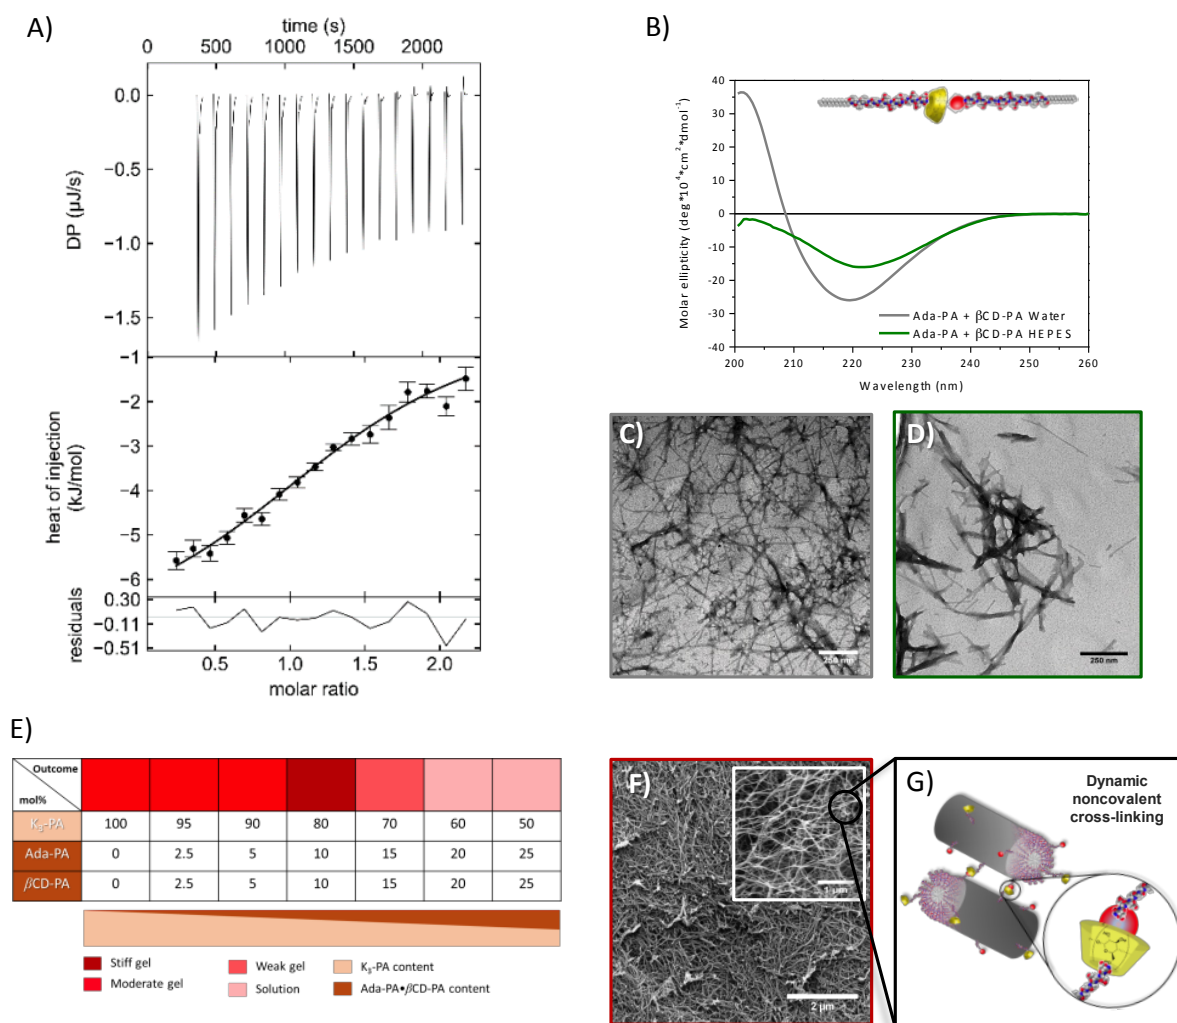 A)
time (s)
0 500 1000 1500 2000
0.0
−0.5
−1.0
−1.5
DP (µJ/s)
−1
−2
−3
−4
−5
−6
heat of injection
(kJ/mol)
0.30
−0.11
−0.51
residuals
0.5 1.0 1.5 2.0
molar ratio
B)
40
30
20
10
0
-10
-20
-30
-40
Molar ellipticity (deg*10⁴*cm²*dmol⁻¹)
Ada-PA + βCD-PA Water
Ada-PA + βCD-PA HEPES
200 210 220 230 240 250 260
Wavelength (nm)
C)
250 nm
D)
250 nm
E)
Outcome
mol%
K₃-PA 100 95 90 80 70 60 50
Ada-PA 0 2.5 5 10 15 20 25
βCD-PA 0 2.5 5 10 15 20 25
Stiff gel Weak gel K₃-PA content
Moderate gel Solution Ada-PA•βCD-PA content
F)
1 µm
2 µm
G)
Dynamic
noncovalent
cross-linking